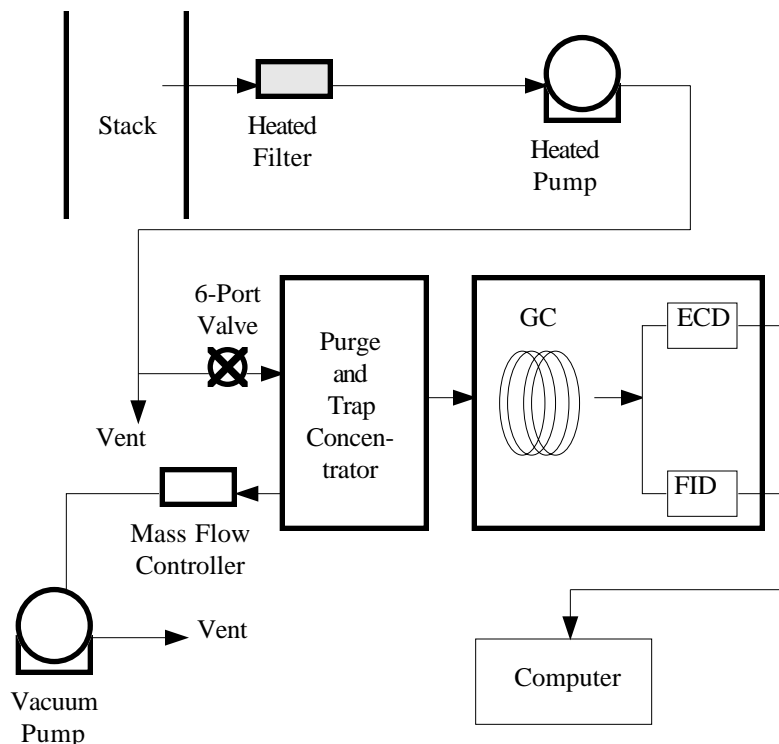 Stack
Heated
Filter
Heated
Pump
6-Port
Valve
Purge
and
Trap
Concen-
trator
GC
ECD
FID
Vent
Mass Flow
Controller
Vent
Vacuum
Pump
Computer